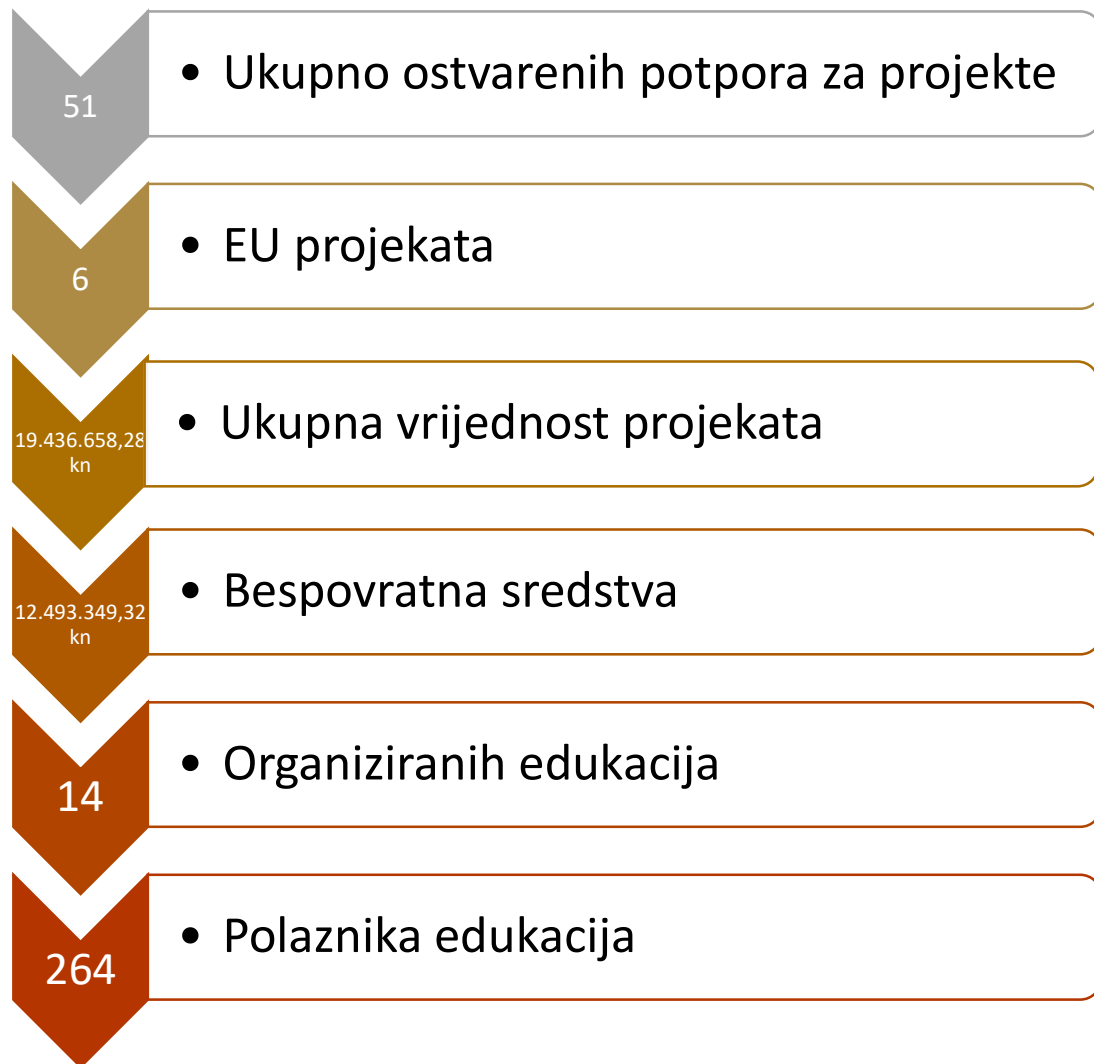 51
• Ukupno ostvarenih potpora za projekte
6
• EU projekata
19.436.658,28
kn
• Ukupna vrijednost projekata
12.493.349,32
kn
• Bespovratna sredstva
14
• Organiziranih edukacija
264
• Polaznika edukacija